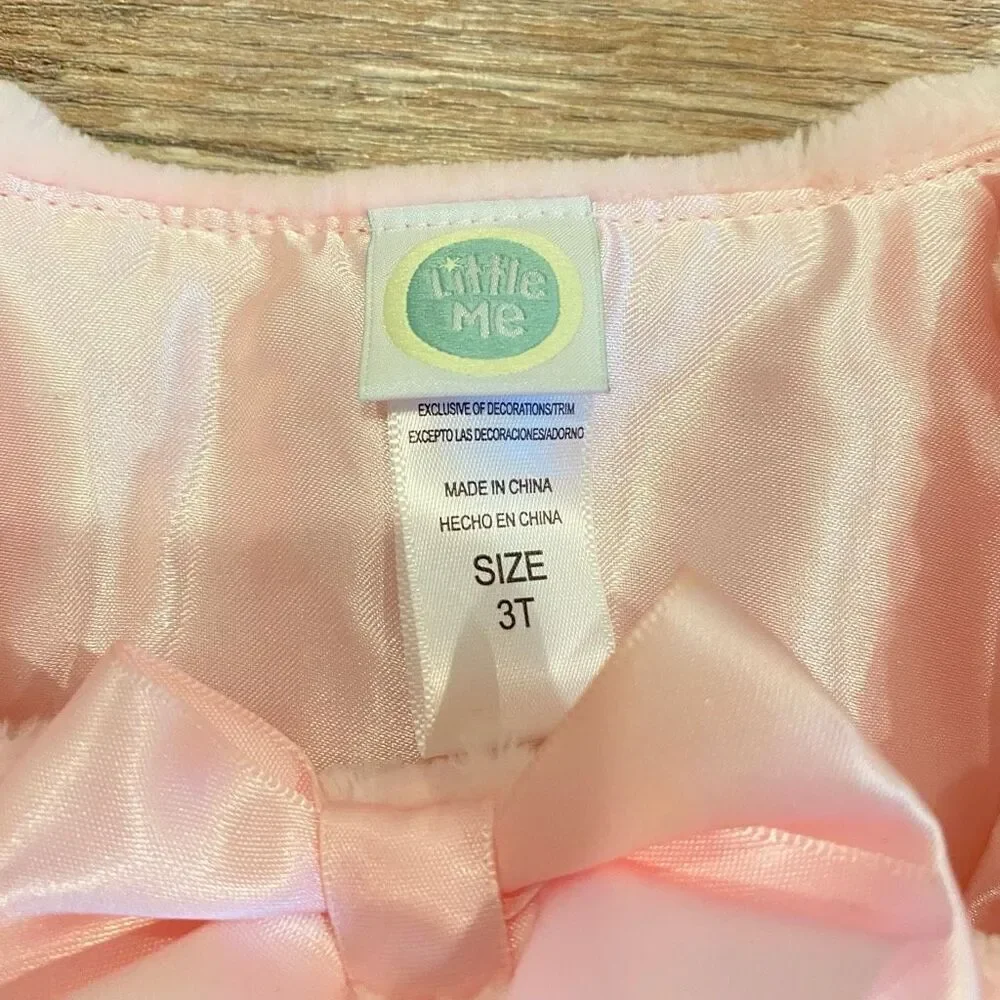 Little
Me
EXCLUSIVE OF DECORATIONS/TRIM
EXCEPTO LAS DECORACIONES/ADORNO
MADE IN CHINA
HECHO EN CHINA
SIZE
3T